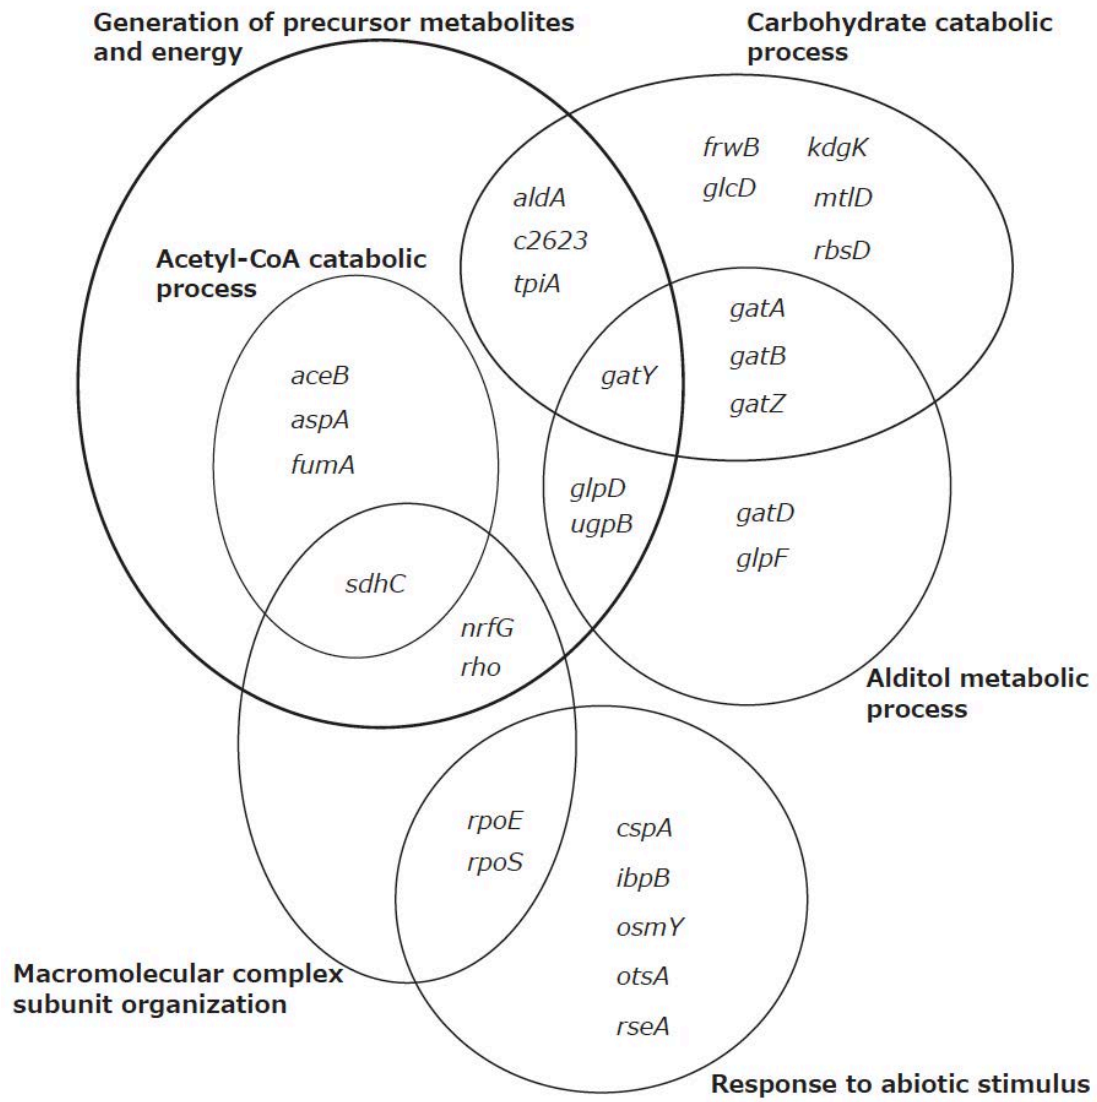 Generation of precursor metabolites
and energy
Carbohydrate catabolic
process
frwB
kdgK
glcD
mtlD
rbsD
aldA
c2623
tpiA
Acetyl-CoA catabolic
process
gatA
gatB
gatZ
gatY
aceB
aspA
fumA
glpD
ugpB
gatD
glpF
sdhC
nrfG
rho
Alditol metabolic
process
rpoE
rpoS
cspA
ibpB
osmY
otsA
rseA
Macromolecular complex
subunit organization
Response to abiotic stimulus